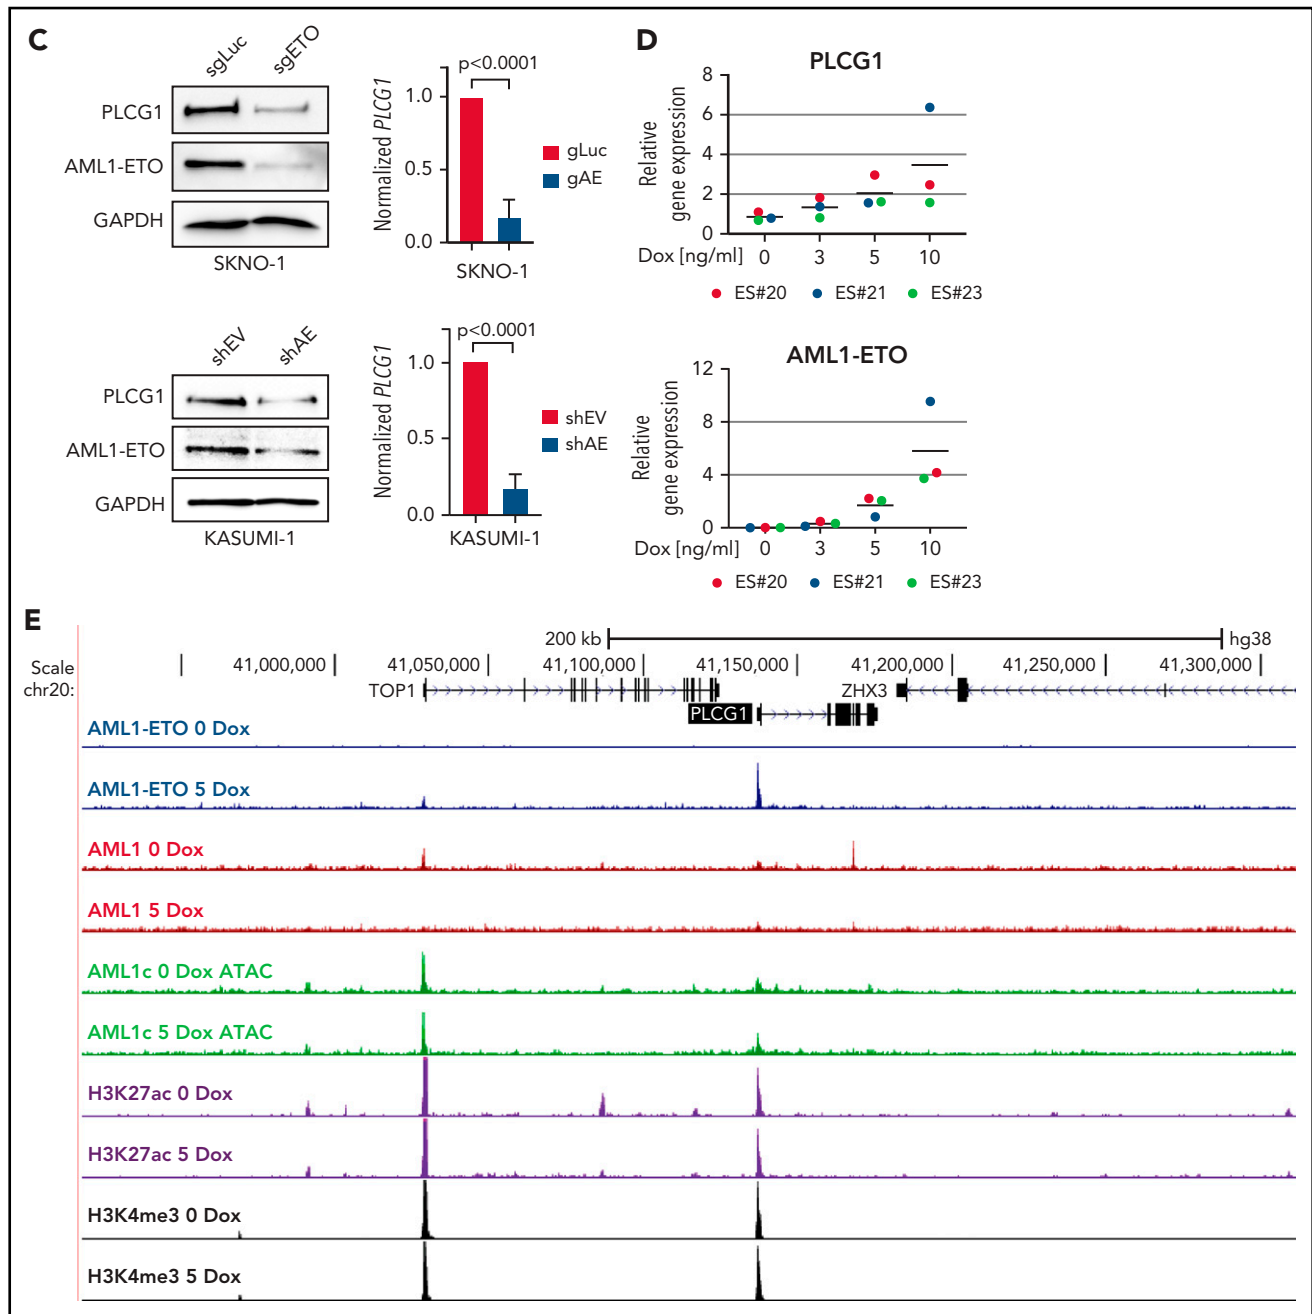 C
sgLuc sgETO
PLCG1
AML1-ETO
GAPDH
SKNO-1
Normalized PLCG1
p<0.0001
1.0
0.5
0.0
SKNO-1
gLuc
gAE
shEV shAE
PLCG1
AML1-ETO
GAPDH
KASUMI-1
Normalized PLCG1
p<0.0001
1.0
0.5
0.0
KASUMI-1
shEV
shAE
D
PLCG1
Relative
gene expression
8
6
4
2
0
Dox [ng/ml] 0 3 5 10
ES#20 ES#21 ES#23
AML1-ETO
Relative
gene expression
12
8
4
0
Dox [ng/ml] 0 3 5 10
ES#20 ES#21 ES#23
E
200 kb hg38
Scale
chr20:
41,000,000 41,050,000 41,100,000 41,150,000 41,200,000 41,250,000 41,300,000
TOP1 ZHX3
PLCG1
AML1-ETO 0 Dox
AML1-ETO 5 Dox
AML1 0 Dox
AML1 5 Dox
AML1c 0 Dox ATAC
AML1c 5 Dox ATAC
H3K27ac 0 Dox
H3K27ac 5 Dox
H3K4me3 0 Dox
H3K4me3 5 Dox